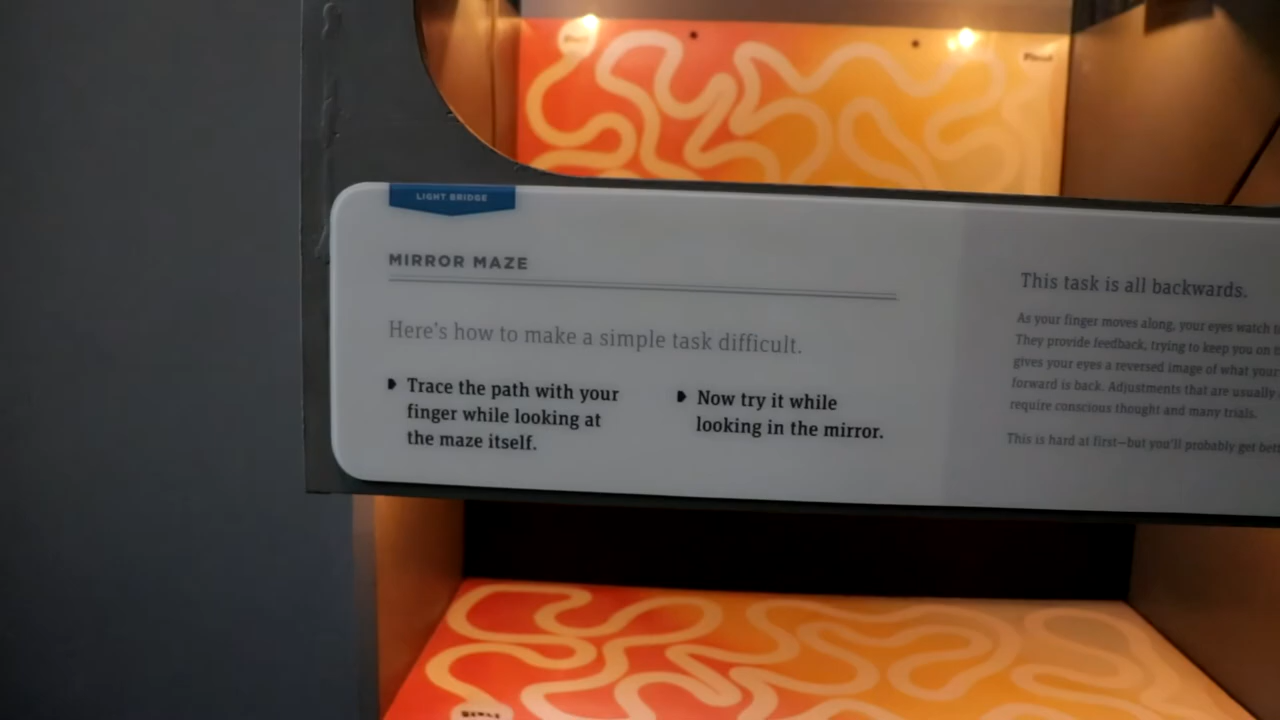 LIGHT BRIDGE
MIRROR MAZE
Here's how to make a simple task difficult.
Trace the path with your
finger while looking at
the maze itself.
Now try it while
looking in the mirror.
This task is all backwards.
As your finger moves along, your eyes watch
They provide feedback, trying to keep you on
gives your eyes a reversed image of what your
forward is back. Adjustments that are usually
require conscious thought and many trials.
This is hard at first—but you'll probably get